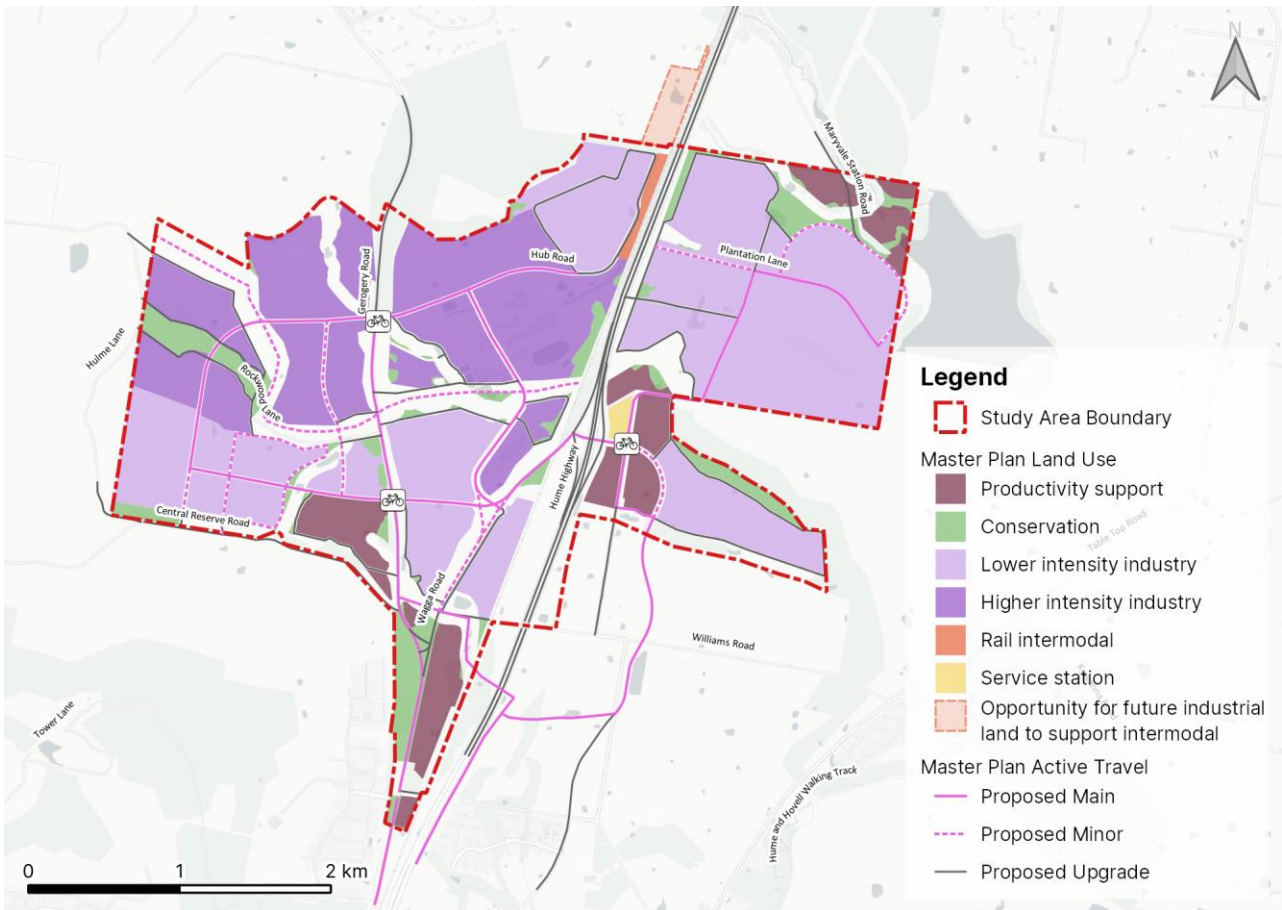 N
Maryvale Station Road
Plantation Lane
Hub Road
Gerogery Road
Hulme Lane
Rockwood Lane
Central Reserve Road
Hume Highway
Wagga Road
Williams Road
Table Top Road
Tower Lane
Hume and Hovell Walking Track
Legend
Study Area Boundary
Master Plan Land Use
Productivity support
Conservation
Lower intensity industry
Higher intensity industry
Rail intermodal
Service station
Opportunity for future industrial
land to support intermodal
Master Plan Active Travel
Proposed Main
Proposed Minor
Proposed Upgrade
0 1 2 km